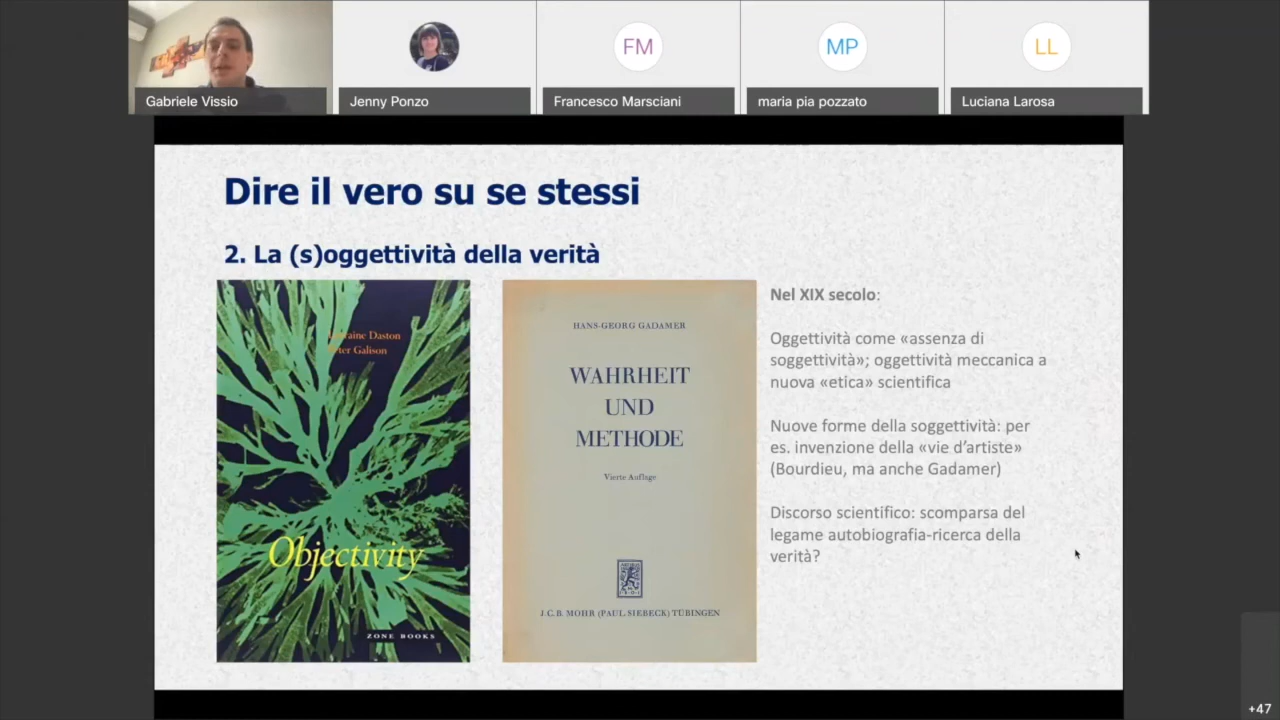 FM
MP
LL
Gabriele Vissio
Jenny Ponzo
Francesco Marsciani
maria pia pozzato
Luciana Larosa
Dire il vero su se stessi
2. La (s)oggettività della verità
Lorraine Daston
Peter Galison
Objectivity
ZONE BOOKS
HANS-GEORG GADAMER
WAHRHEIT
UND
METHODE
Vierte Auflage
J.C.B. MOHR (PAUL SIEBECK) TÜBINGEN
Nel XIX secolo:
Oggettività come «assenza di
soggettività»; oggettività meccanica a
nuova «etica» scientifica
Nuove forme della soggettività: per
es. invenzione della «vie d’artiste»
(Bourdieu, ma anche Gadamer)
Discorso scientifico: scomparsa del
legame autobiografia-ricerca della
verità?
+47